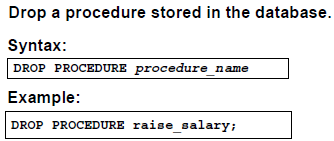 Drop a procedure stored in the database.
Syntax:
DROP PROCEDURE procedure_name
Example:
DROP PROCEDURE raise_salary;